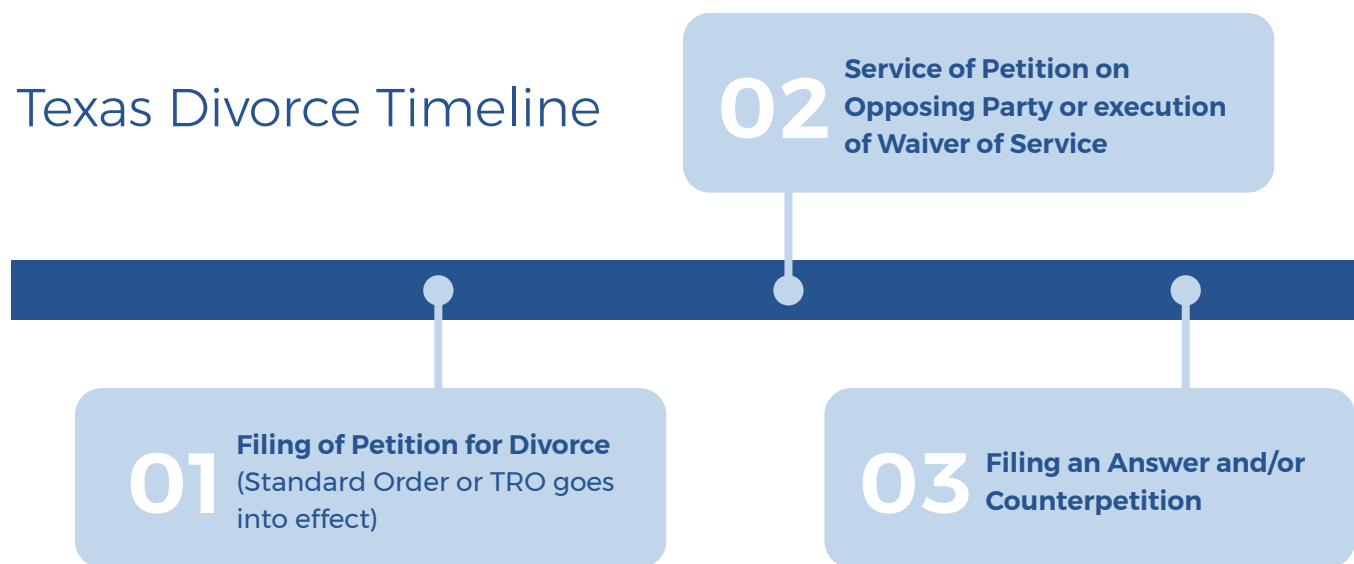 Texas Divorce Timeline
02
Service of Petition on
Opposing Party or execution
of Waiver of Service
01
Filing of Petition for Divorce
(Standard Order or TRO goes
into effect)
03
Filing an Answer and/or
Counterpetition